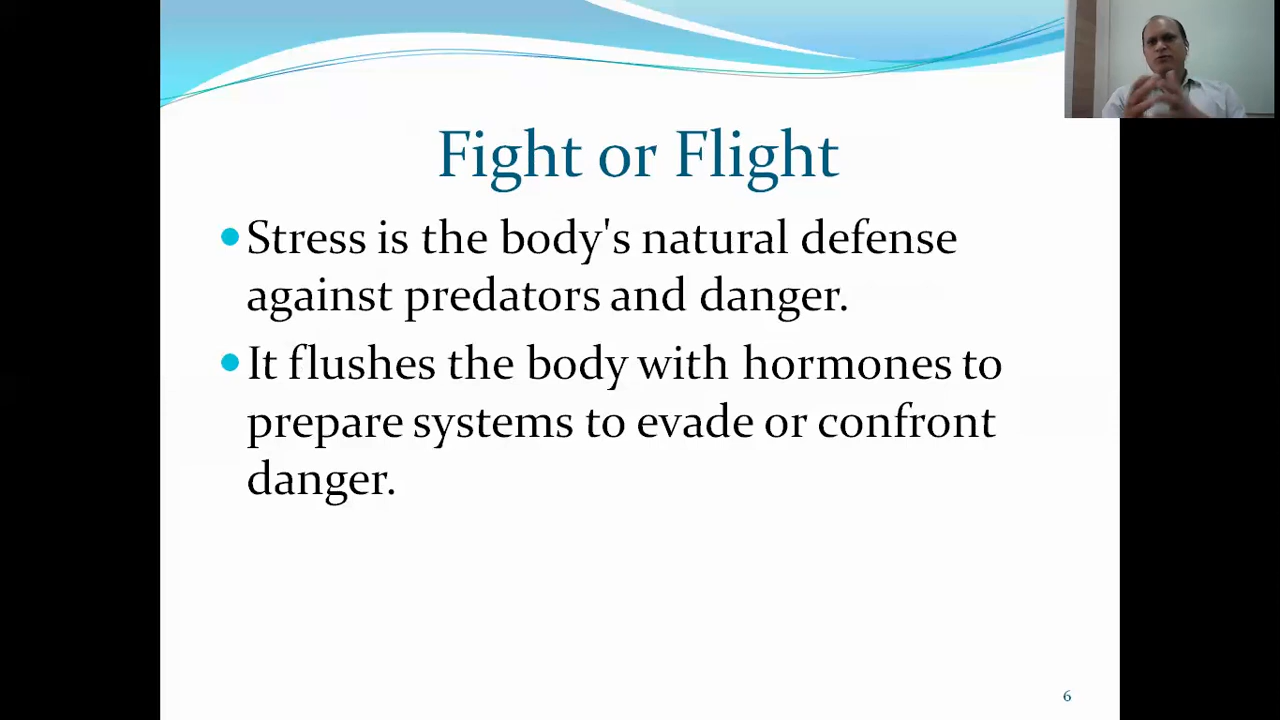 Fight or Flight
•Stress is the body's natural defense
against predators and danger.
•It flushes the body with hormones to
prepare systems to evade or confront
danger.
6